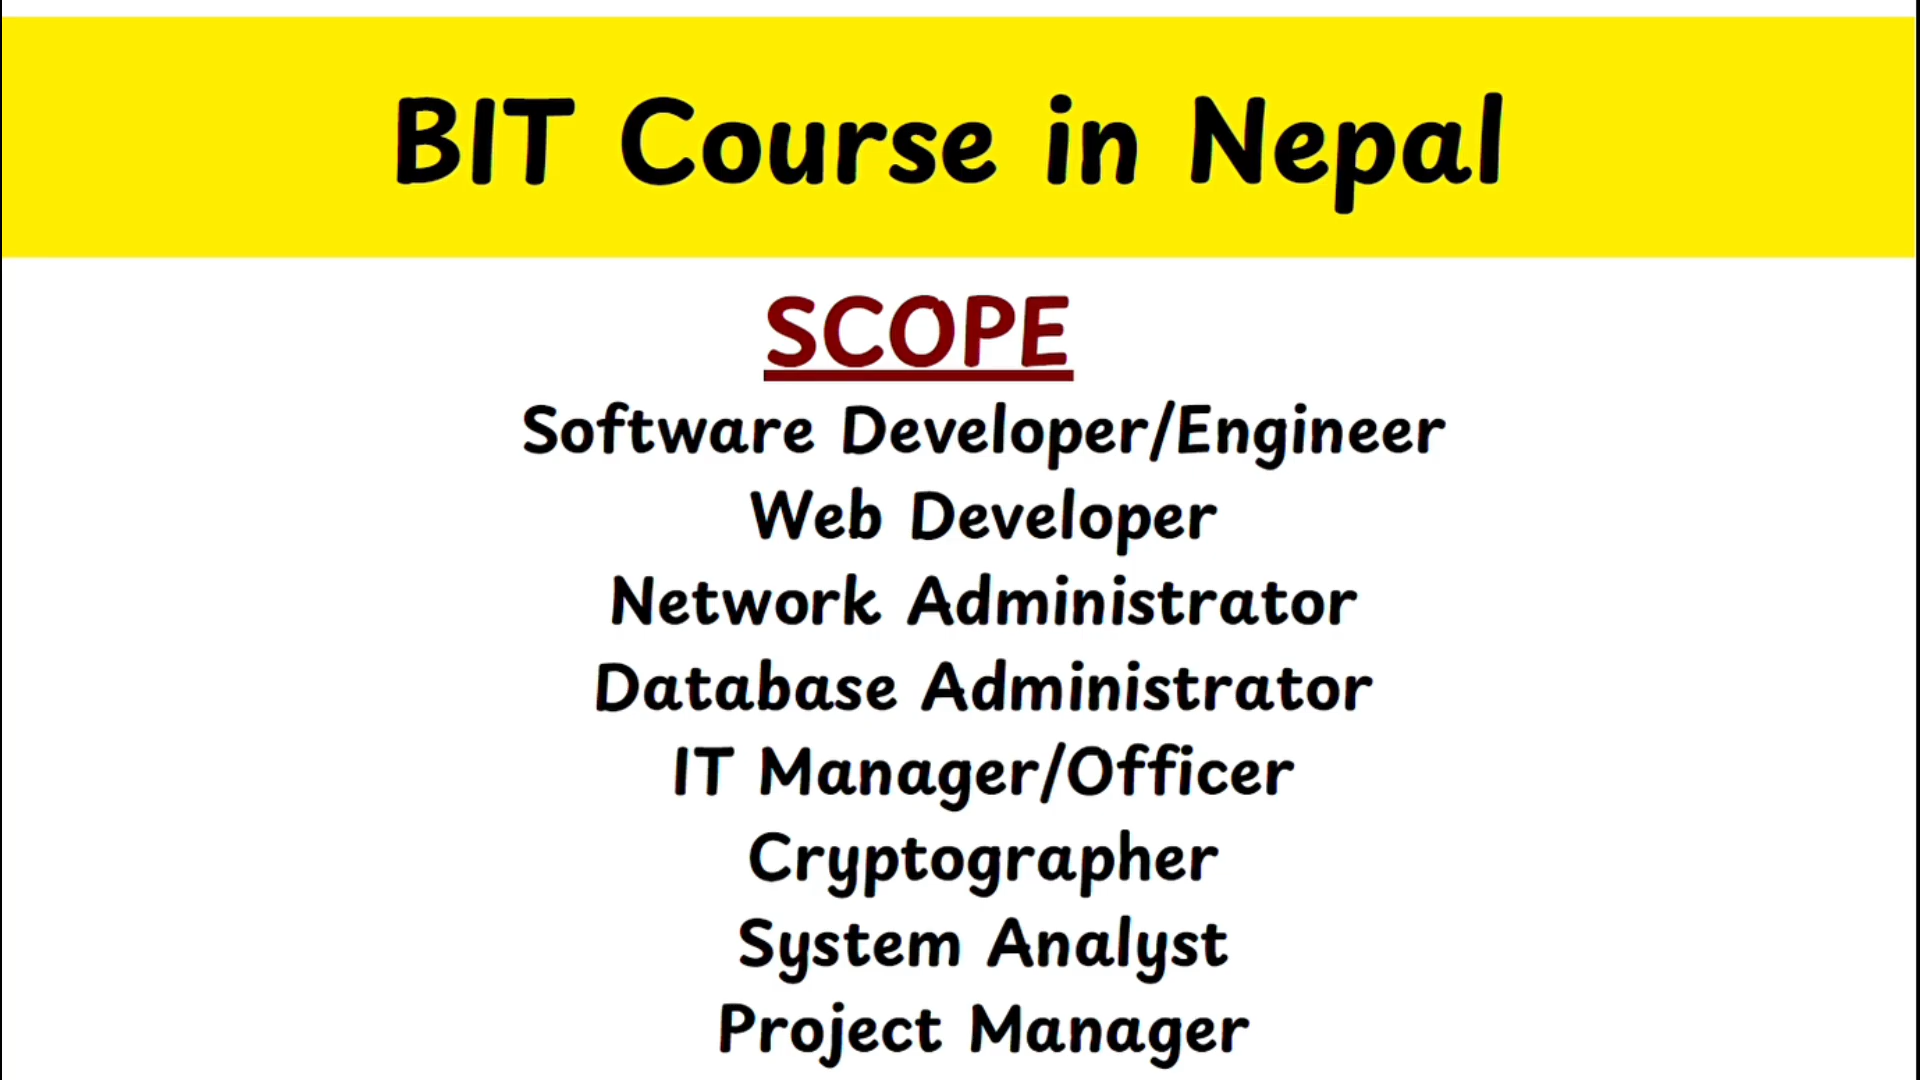 BIT Course in Nepal
SCOPE
Software Developer/Engineer
Web Developer
Network Administrator
Database Administrator
IT Manager/Officer
Cryptographer
System Analyst
Project Manager